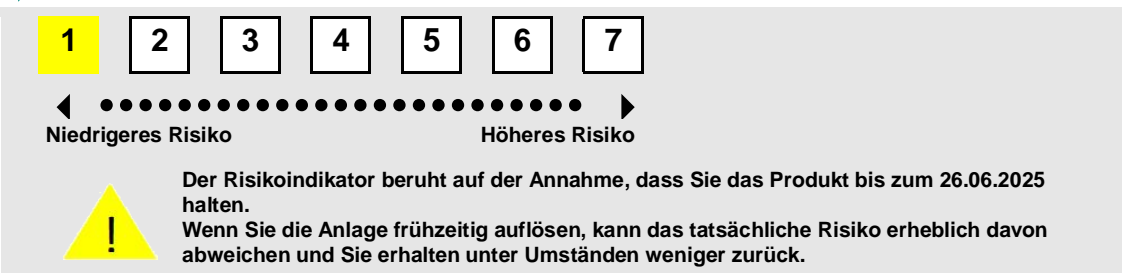 1 2 3 4 5 6 7
Niedrigeres Risiko Höheres Risiko
Der Risikoindikator beruht auf der Annahme, dass Sie das Produkt bis zum 26.06.2025
halten.
! Wenn Sie die Anlage frühzeitig auflösen, kann das tatsächliche Risiko erheblich davon
abweichen und Sie erhalten unter Umständen weniger zurück.